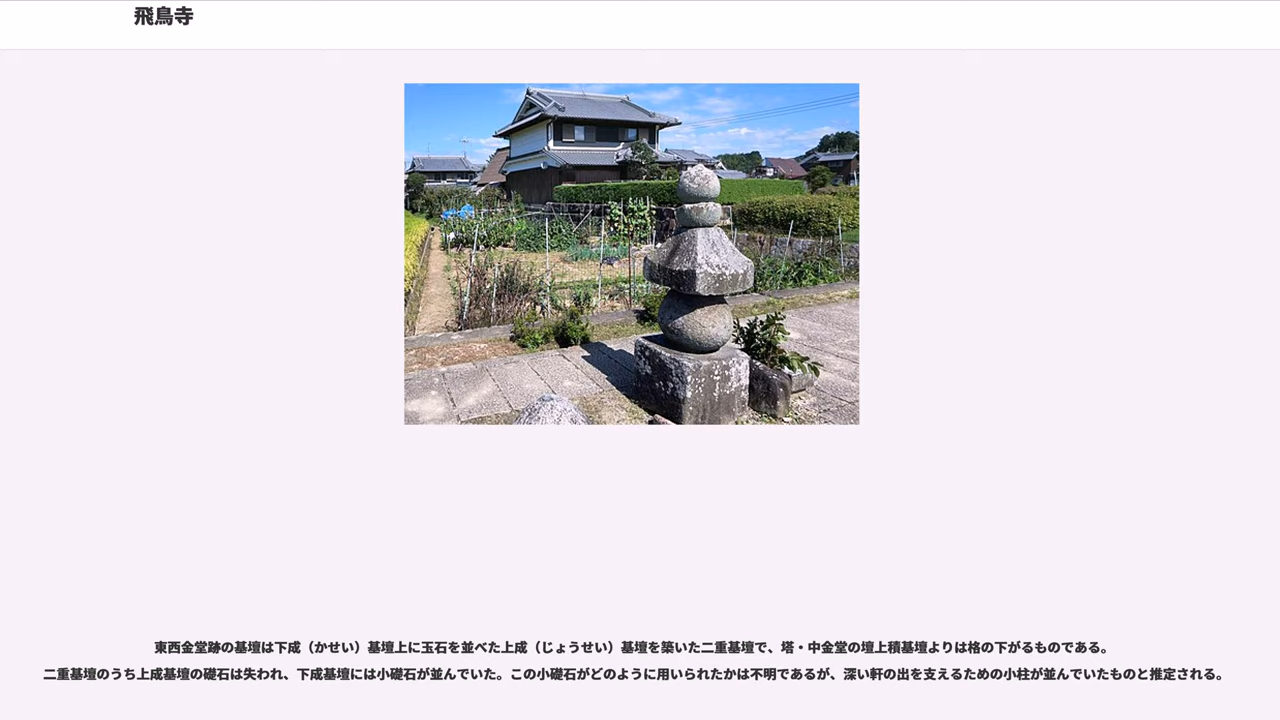 飛鳥寺
東西金堂跡の基壇は下成（かせい）基壇上に玉石を並べた上成（じょうせい）基壇を築いた二重基壇で、塔・中金堂の壇上積基壇よりは格の下がるものである。
二重基壇のうち上成基壇の礎石は失われ、下成基壇には小礎石が並んでいた。この小礎石がどのように用いられたかは不明であるが、深い軒の出を支えるための小柱が並んでいたものと推定される。